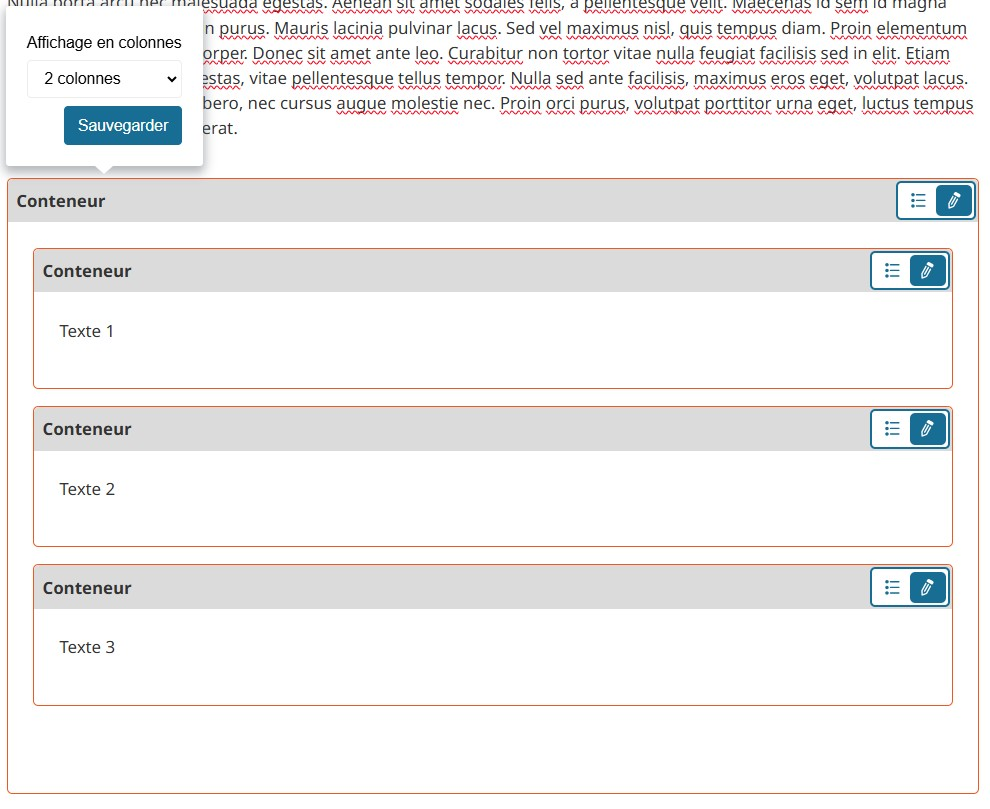 Nulla porta arcu nec malesuada egestas. Aenean sit amet sodales felis, a pellentesque velit. Maecenas id sem id magna
Affichage en colonnes
n purus. Mauris lacinia pulvinar lacus. Sed vel maximus nisl, quis tempus diam. Proin elementum
orper. Donec sit amet ante leo. Curabitur non tortor vitae nulla feugiat facilisis sed in elit. Etiam
2 colonnes
estas, vitae pellentesque tellus tempor. Nulla sed ante facilisis, maximus eros eget, volutpat lacus.
bero, nec cursus augue molestie nec. Proin orci purus, volutpat porttitor urna eget, luctus tempus
Sauvegarder
erat.
Conteneur
Conteneur
Texte 1
Conteneur
Texte 2
Conteneur
Texte 3